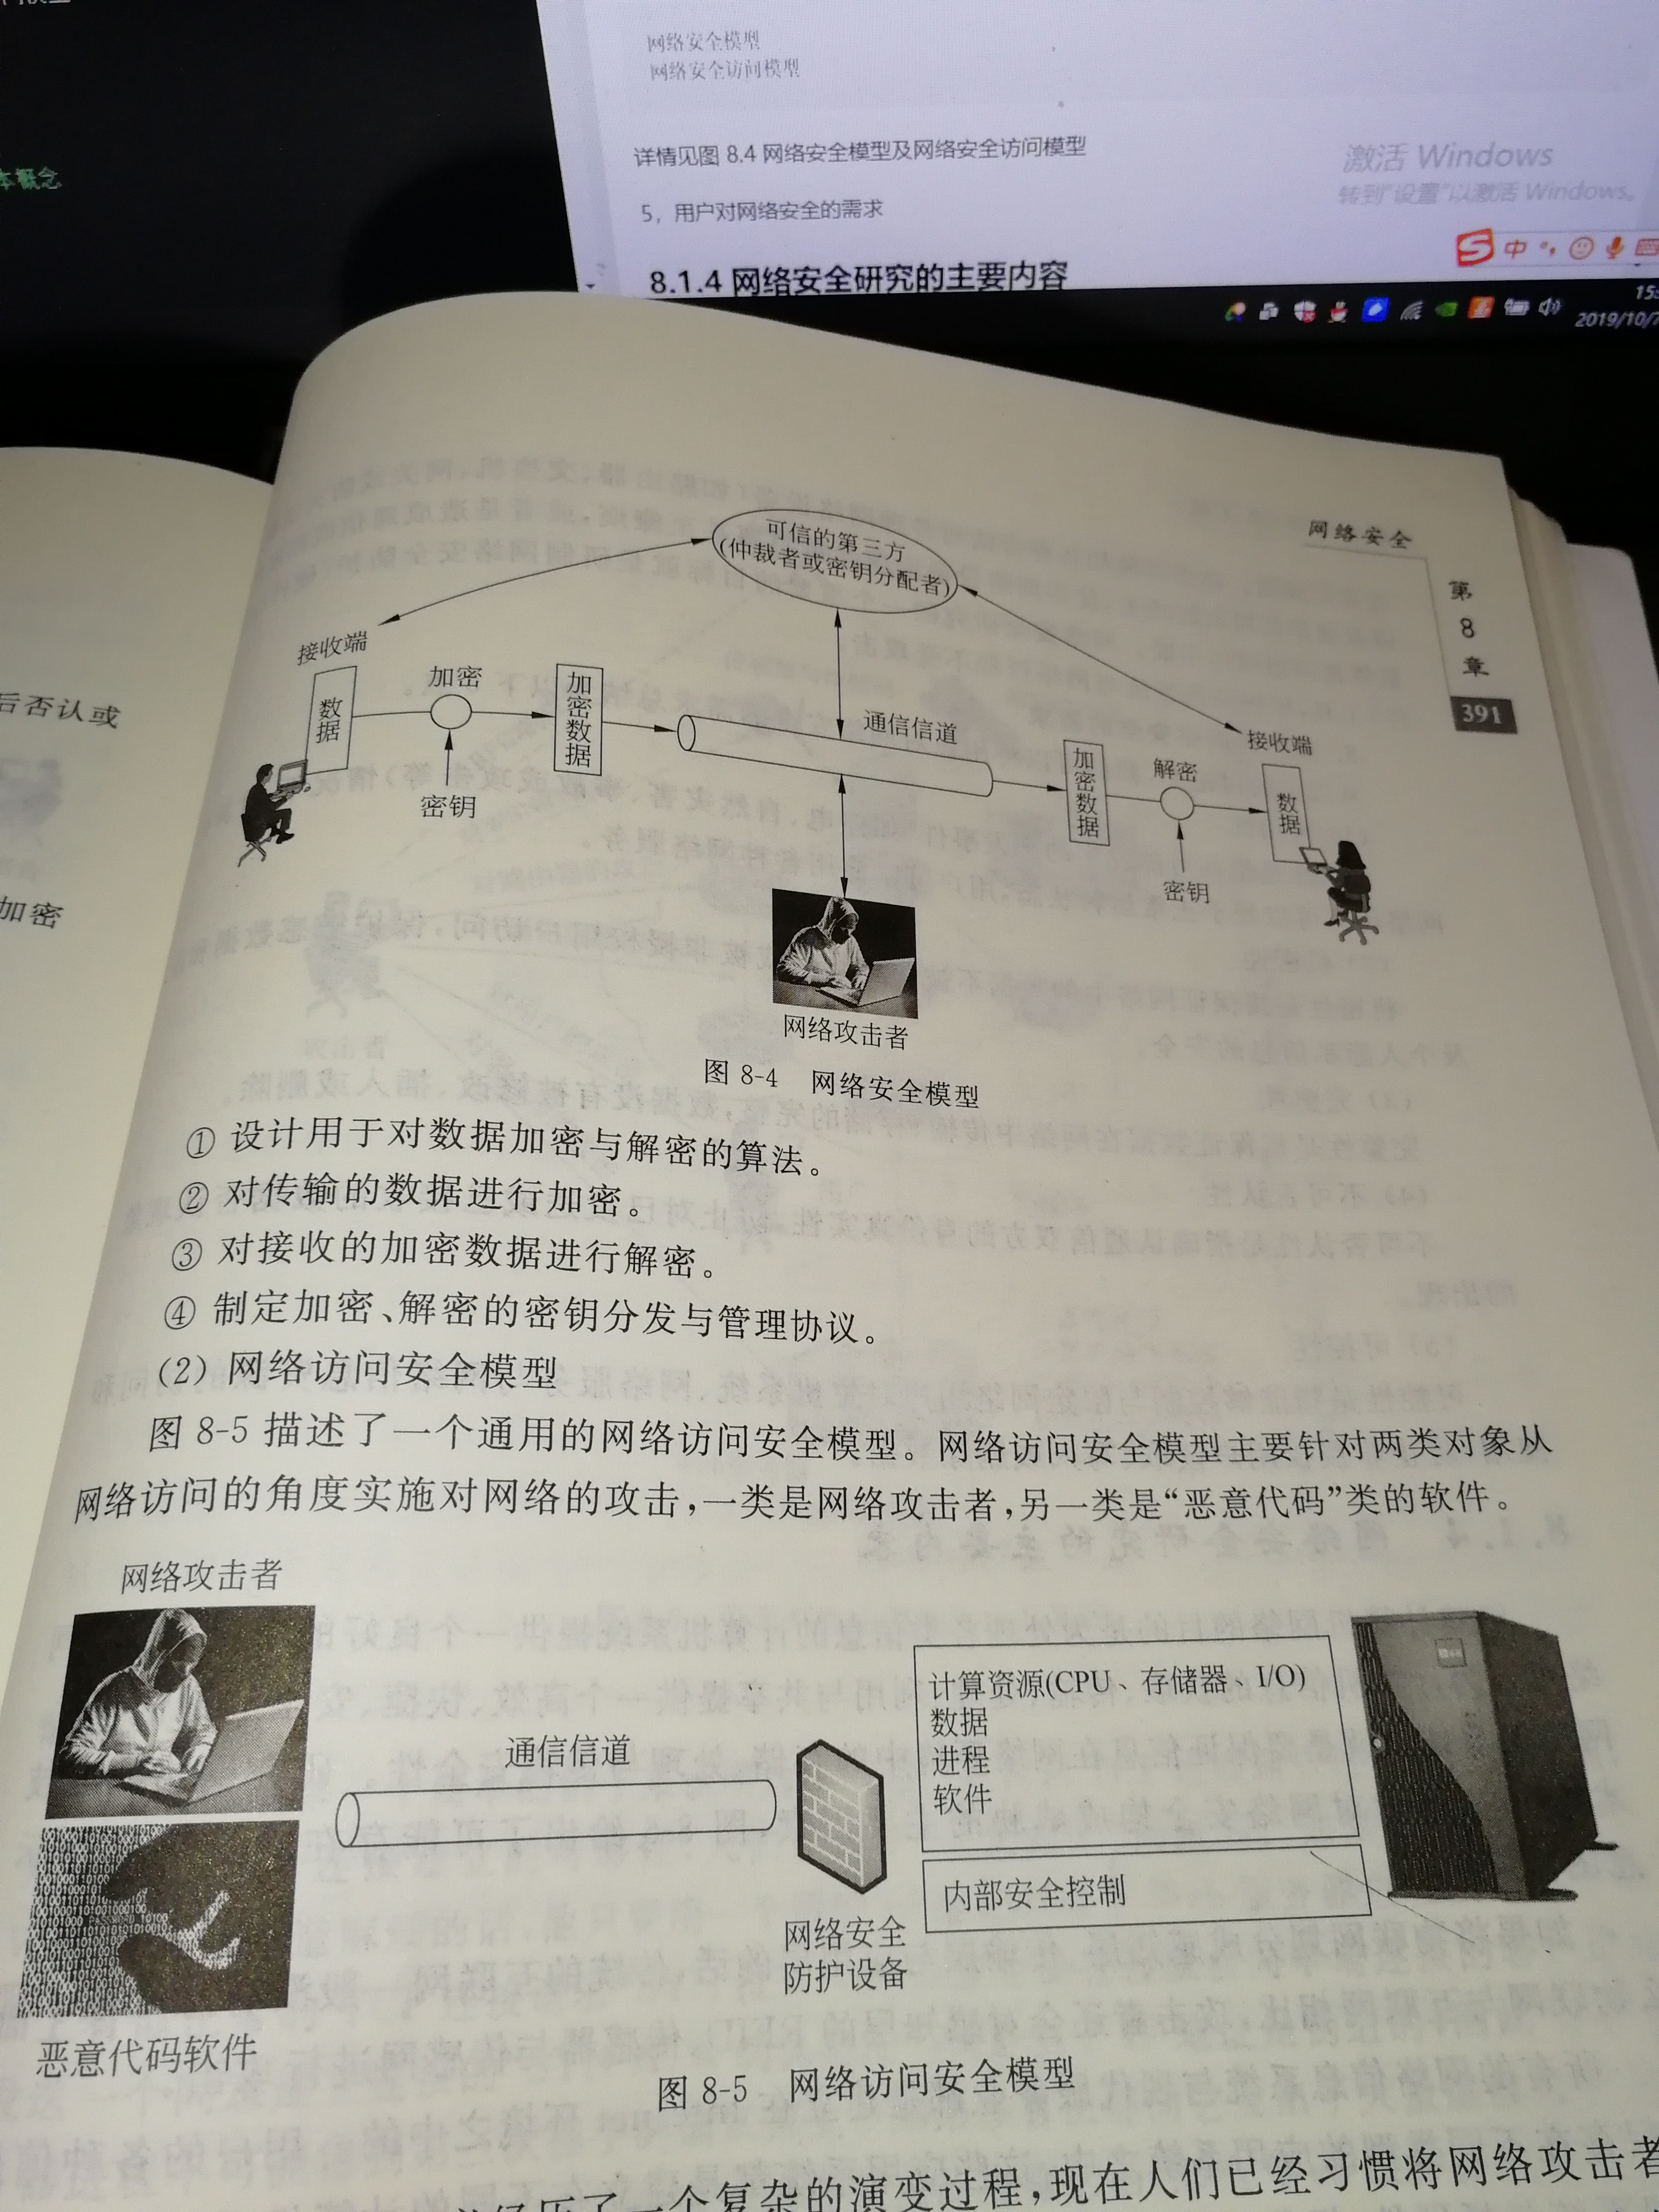 网络安全模型
网络安全访问模型
详情见图 8.4 网络安全模型及网络安全访问模型
5，用户对网络安全的需求
8.1.4 网络安全研究的主要内容
激活 Windows
转到"设置"以激活 Windows。
中
2019/10/7
本概念
后否认或
加密
网络安全
第
8
章
391
可信的第三方
(仲裁者或密钥分配者)
接收端
数据
加密
密钥
加密数据
通信信道
加密数据
解密
密钥
接收端
数据
网络攻击者
图 8-4 网络安全模型
① 设计用于对数据加密与解密的算法。
② 对传输的数据进行加密。
③ 对接收的加密数据进行解密。
④ 制定加密、解密的密钥分发与管理协议。
(2) 网络访问安全模型
图 8-5 描述了一个通用的网络访问安全模型。网络访问安全模型主要针对两类对象从
网络访问的角度实施对网络的攻击，一类是网络攻击者，另一类是“恶意代码”类的软件。
网络攻击者
通信信道
计算资源(CPU、存储器、I/O)
数据
进程
软件
内部安全控制
网络安全
防护设备
PASSWORD
恶意代码软件
图 8-5 网络访问安全模型
了一个复杂的演变过程，现在人们已经习惯将网络攻击者